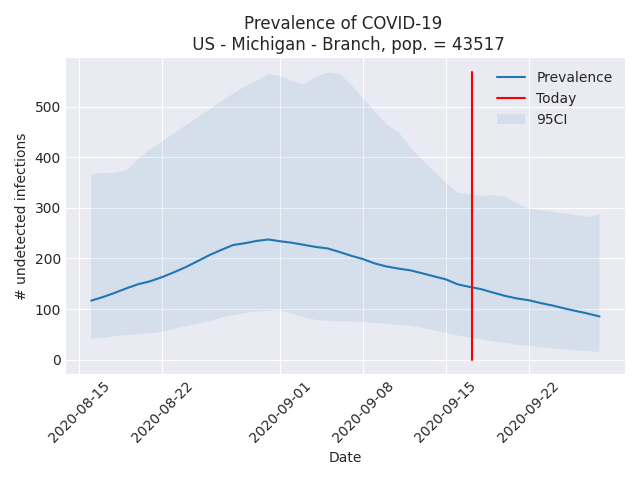 Prevalence of COVID-19
US - Michigan - Branch, pop. = 43517
Prevalence
Today
95CI
# undetected infections
500
400
300
200
100
0
2020-08-15
2020-08-22
2020-09-01
2020-09-08
2020-09-15
2020-09-22
Date